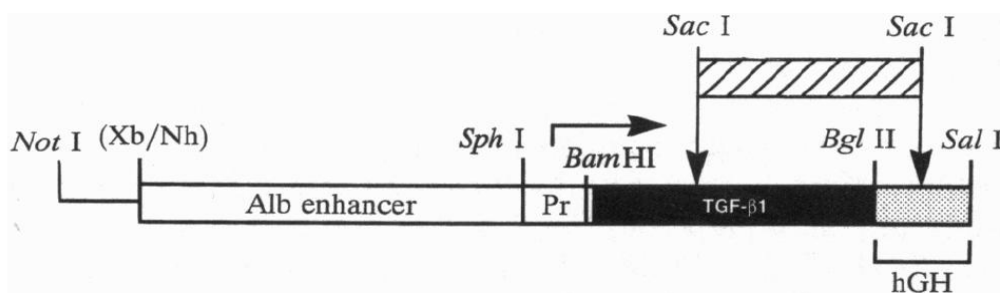 Sac I Sac I
Not I (Xb/Nh) Sph I BamHI Bgl II Sal I
Alb enhancer Pr TGF-β1
hGH